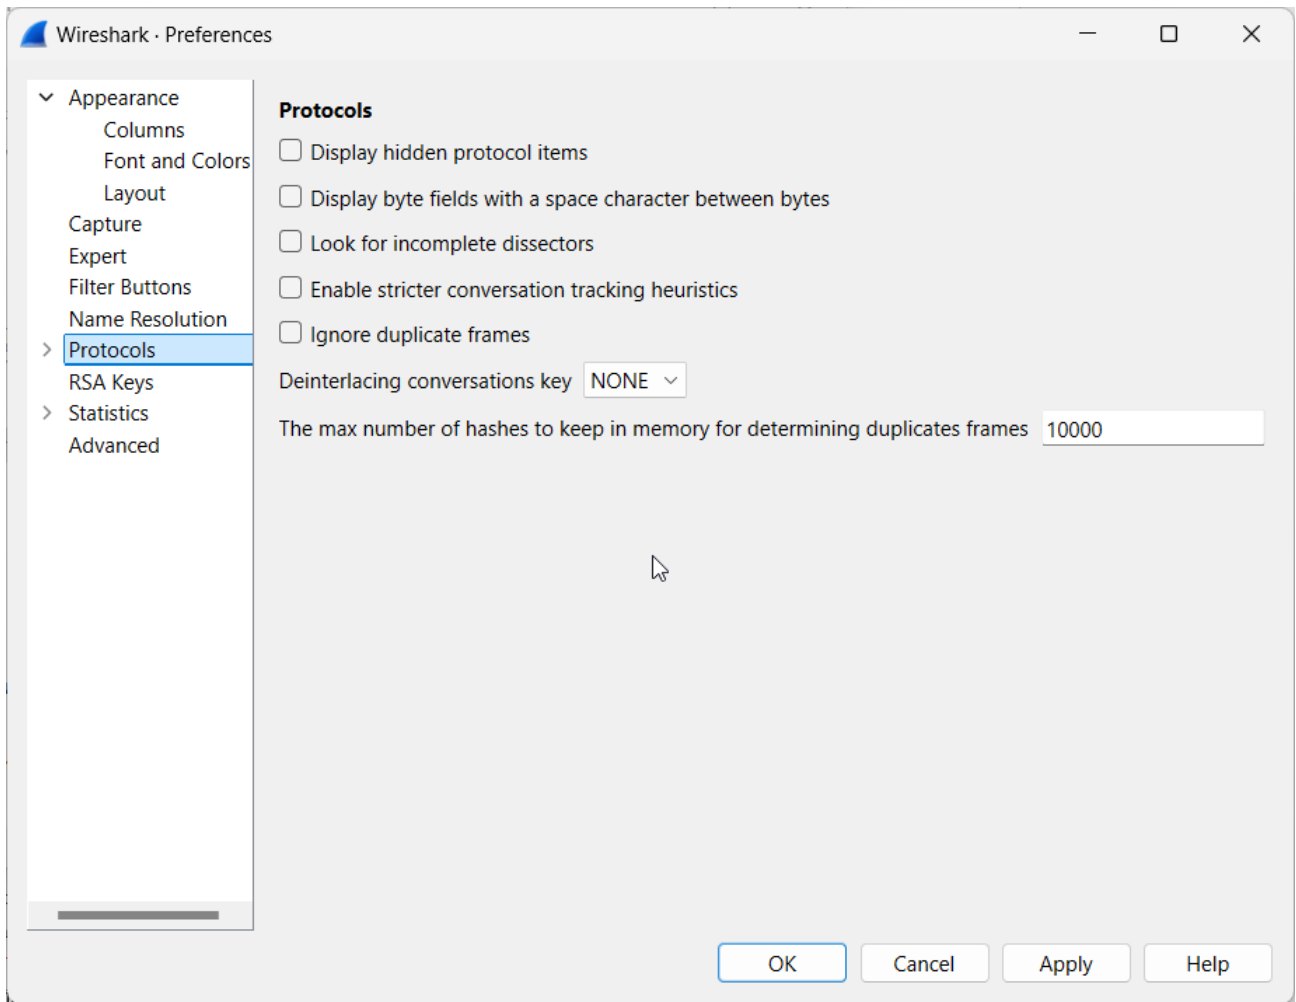 Wireshark · Preferences
Appearance
Columns
Font and Colors
Layout
Capture
Expert
Filter Buttons
Name Resolution
Protocols
RSA Keys
Statistics
Advanced
Protocols
Display hidden protocol items
Display byte fields with a space character between bytes
Look for incomplete dissectors
Enable stricter conversation tracking heuristics
Ignore duplicate frames
Deinterlacing conversations key NONE
The max number of hashes to keep in memory for determining duplicates frames 10000
OK Cancel Apply Help